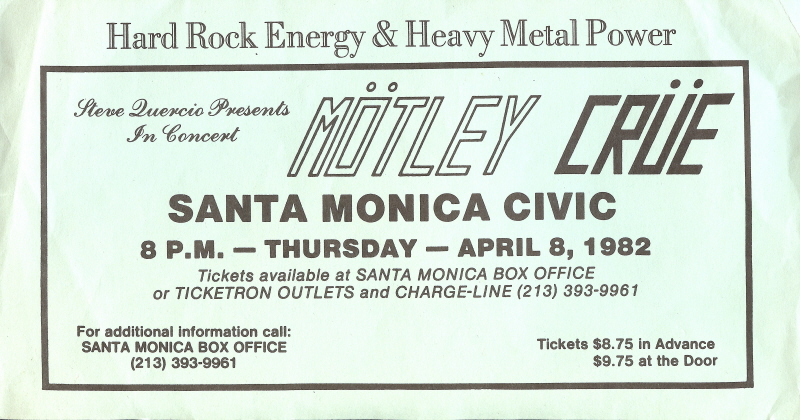 Hard Rock Energy & Heavy Metal Power
Steve Quercio Presents
In Concert
MÖTLEY CRÜE
SANTA MONICA CIVIC
8 P.M. — THURSDAY — APRIL 8, 1982
Tickets available at SANTA MONICA BOX OFFICE
or TICKETRON OUTLETS and CHARGE-LINE (213) 393-9961
For additional information call:
SANTA MONICA BOX OFFICE
(213) 393-9961
Tickets $8.75 in Advance
$9.75 at the Door